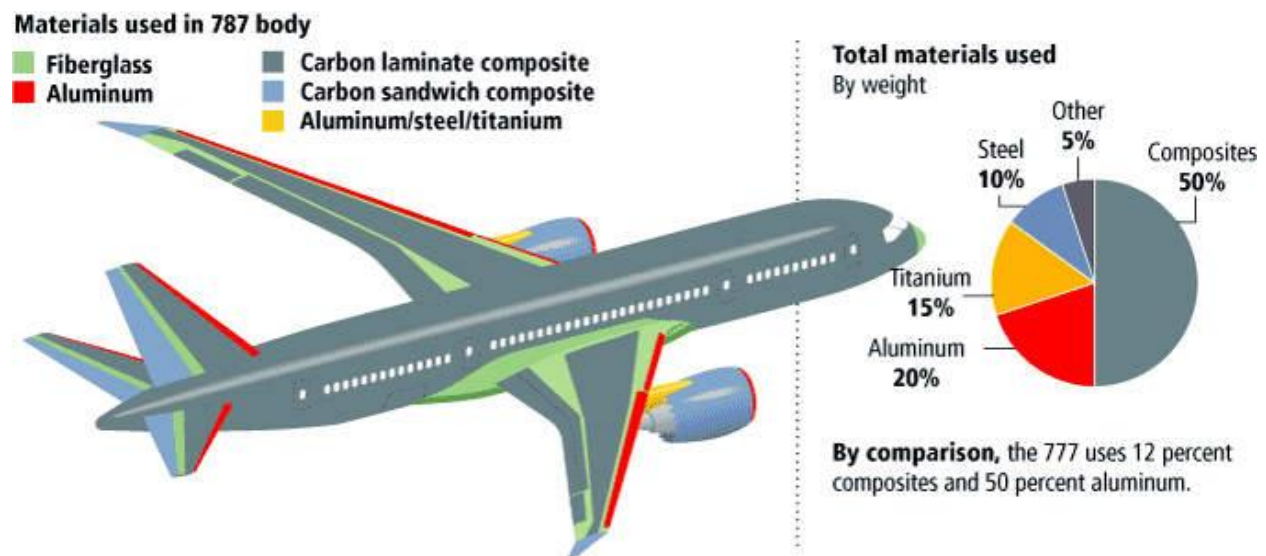 Materials used in 787 body
Fiberglass
Aluminum
Carbon laminate composite
Carbon sandwich composite
Aluminum/steel/titanium
Total materials used
By weight
Other
5%
Steel
10%
Composites
50%
Titanium
15%
Aluminum
20%
By comparison, the 777 uses 12 percent
composites and 50 percent aluminum.